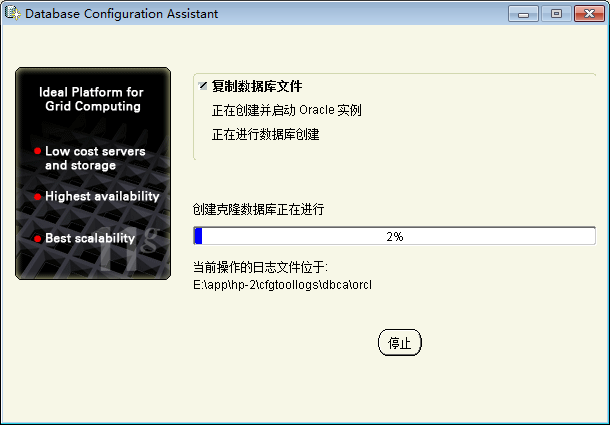 Database Configuration Assistant
Ideal Platform for
Grid Computing
Low cost servers
and storage
Highest availability
Best scalability
11g
复制数据库文件
正在创建并启动 Oracle 实例
正在进行数据库创建
创建克隆数据库正在进行
2%
当前操作的日志文件位于:
E:\app\hp-2\cfgtoollogs\dbca\orcl
停止